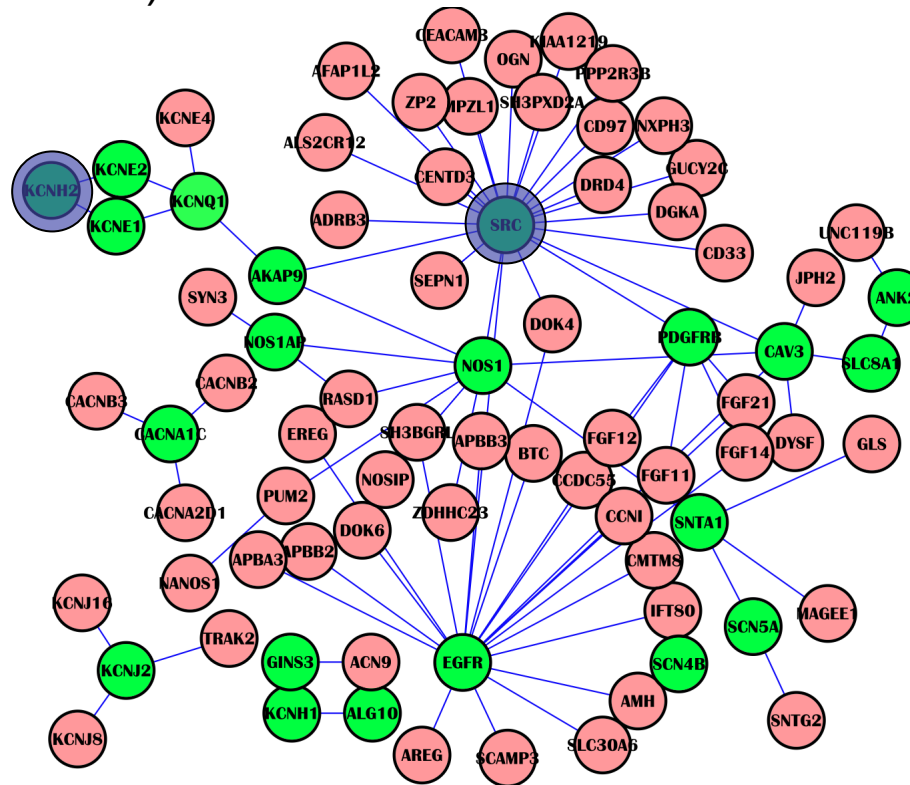 )
CEACAM3
KIAA1219
OGN
AFAP1L2
PPP2R3B
ZP2
MPZL1
SH3PXD2A
KCNE4
CD97
NXPH3
ALS2CR12
KCNE2
CENTD3
GUCY2C
DRD4
KCNH2
KCNQ1
DGKA
KCNE1
ADRB3
SRC
UNC119B
CD33
AKAP9
SEPN1
JPH2
SYN3
ANK2
DOK4
NOS1AP
PDGFRB
CAV3
NOS1
SLC8A1
CACNB2
CACNB3
RASD1
FGF21
EREG
SH3BGRL
APBB3
FGF12
CACNA1C
BTC
DYSF
GLS
FGF14
NOSIP
CCDC55
FGF11
PUM2
CACNA2D1
ZDHHC23
CCNI
SNTA1
DOK6
APBB2
APBA3
CMTM8
NANOS1
KCNJ16
IFT80
MAGEE1
SCN5A
TRAK2
GINS3
ACN9
EGFR
SCN4B
KCNJ2
AMH
KCNH1
ALG10
SNTG2
KCNJ8
SLC30A6
AREG
SCAMP3